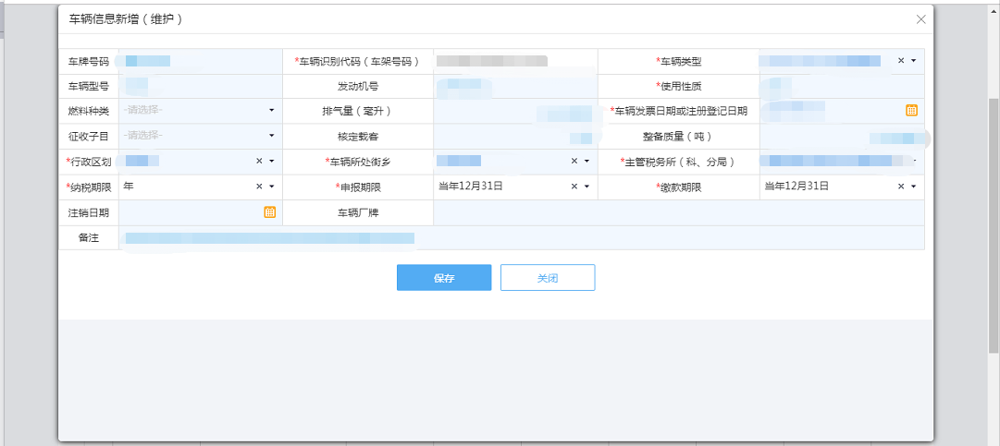 车辆信息新增（维护）
车牌号码 *车辆识别代码（车架号码） *车辆类型
车辆型号 发动机号 *使用性质
燃料种类 -请选择- 排气量（毫升） *车辆发票日期或注册登记日期
征收子目 -请选择- 核定载客 整备质量（吨）
*行政区划 *车辆所处街乡 *主管税务所（科、分局）
*纳税期限 年 *申报期限 当年12月31日 *缴款期限 当年12月31日
注销日期 车辆厂牌
备注
保存 关闭